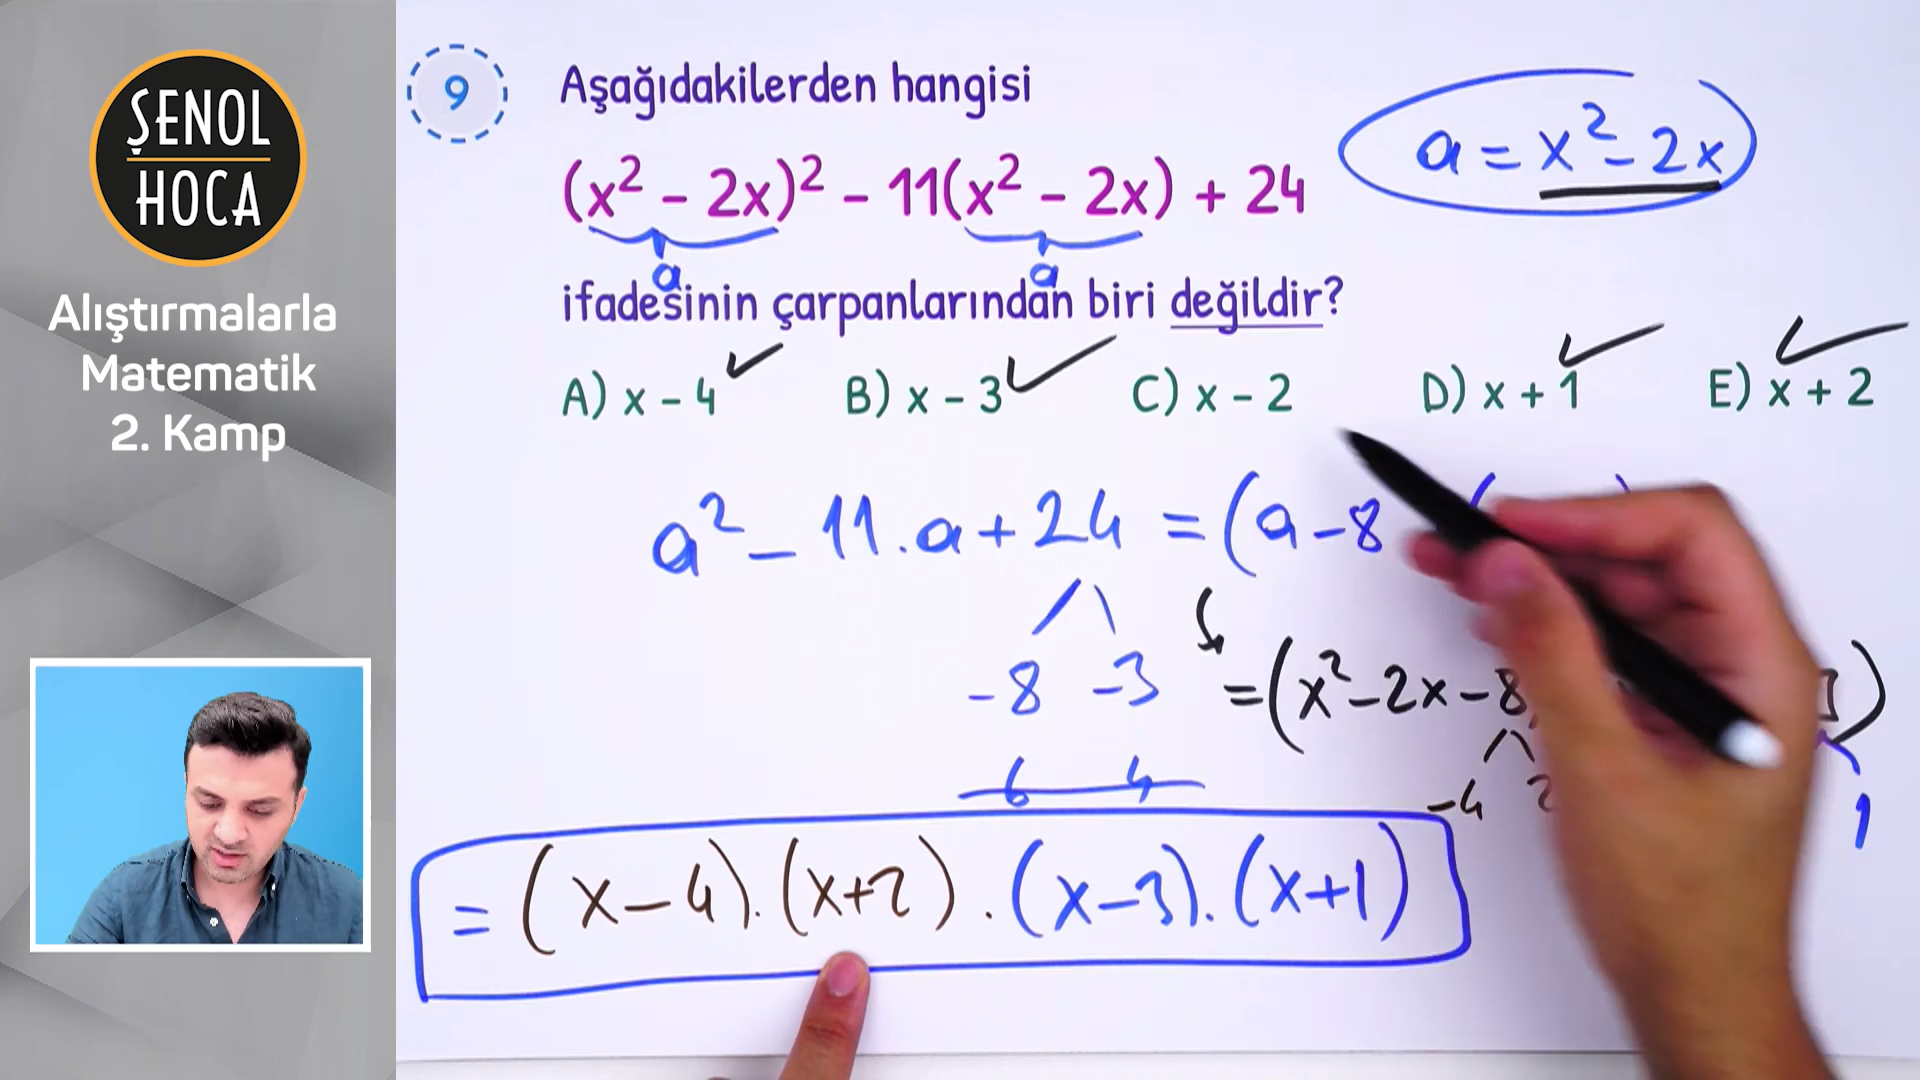 ŞENOL
HOCA
Alıştırmalarla
Matematik
2. Kamp
9
Aşağıdakilerden hangisi
(x² - 2x)² - 11(x² - 2x) + 24
a a
a = x² - 2x
ifadesinin çarpanlarından biri değildir?
A) x - 4 B) x - 3 C) x - 2 D) x + 1 E) x + 2
a² - 11.a + 24 = (a - 8
-8 -3
= (x² - 2x - 8
6 4
-4 2
1
= (x-4).(x+2).(x-3).(x+1)